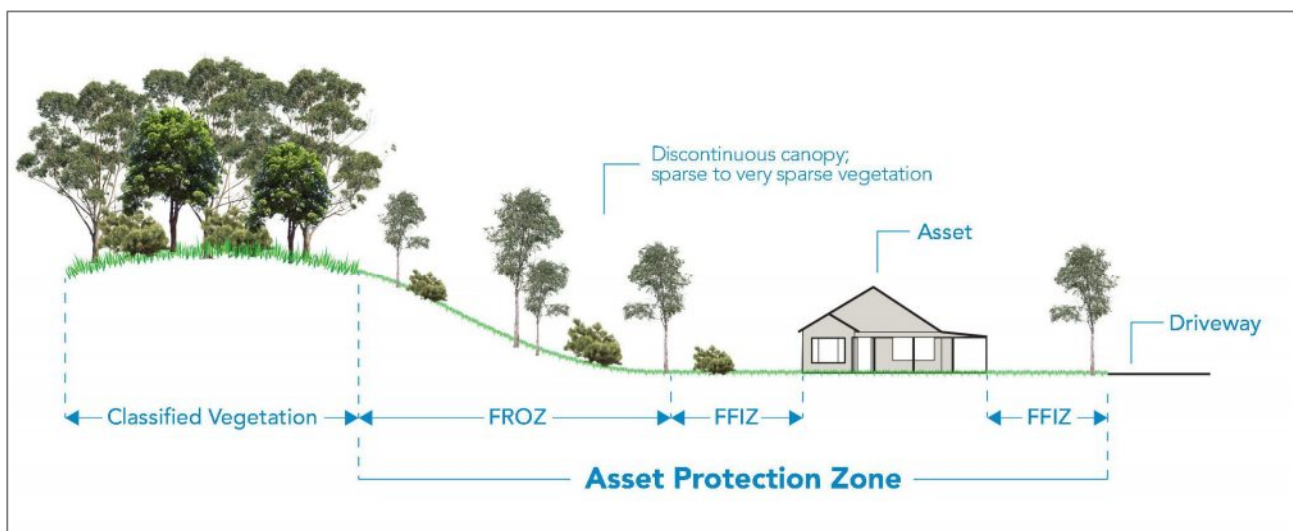 Discontinuous canopy;
sparse to very sparse vegetation
Asset
Driveway
Classified Vegetation
FROZ
FFIZ
FFIZ
Asset Protection Zone